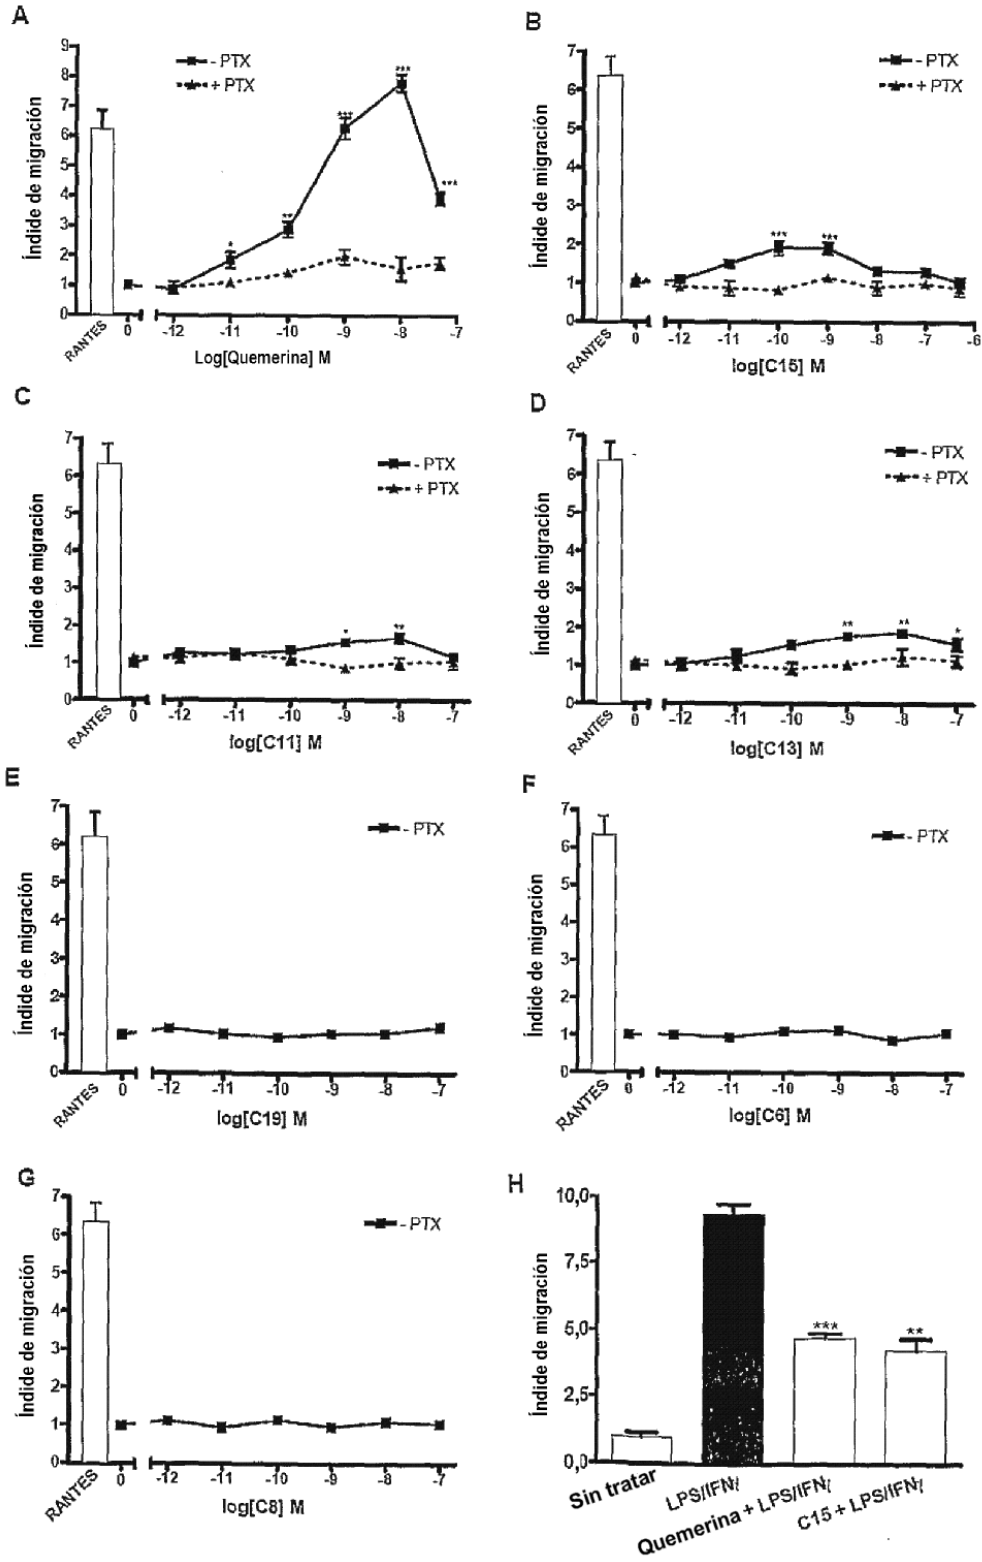 A
Índide de migración
9
8
7
6
5
4
3
2
1
0
- PTX
+ PTX
*
**
***
***
***
RANTES
0
-12
-11
-10
-9
-8
-7
Log[Quemerina] M
B
Índide de migración
7
6
5
4
3
2
1
0
- PTX
+ PTX
***
***
RANTES
0
-12
-11
-10
-9
-8
-7
-6
log[C15] M
C
Índide de migración
7
6
5
4
3
2
1
0
- PTX
+ PTX
*
**
RANTES
0
-12
-11
-10
-9
-8
-7
log[C11] M
D
Índide de migración
7
6
5
4
3
2
1
0
- PTX
+ PTX
**
**
*
RANTES
0
-12
-11
-10
-9
-8
-7
log[C13] M
E
Índide de migración
7
6
5
4
3
2
1
0
- PTX
RANTES
0
-12
-11
-10
-9
-8
-7
log[C19] M
F
Índide de migración
7
6
5
4
3
2
1
0
- PTX
RANTES
0
-12
-11
-10
-9
-8
-7
log[C6] M
G
Índide de migración
7
6
5
4
3
2
1
0
- PTX
RANTES
0
-12
-11
-10
-9
-8
-7
log[C8] M
H
Índide de migración
10,0
7,5
5,0
2,5
0,0
***
**
Sin tratar
LPS/IFNγ
Quemerina + LPS/IFNγ
C15 + LPS/IFNγ